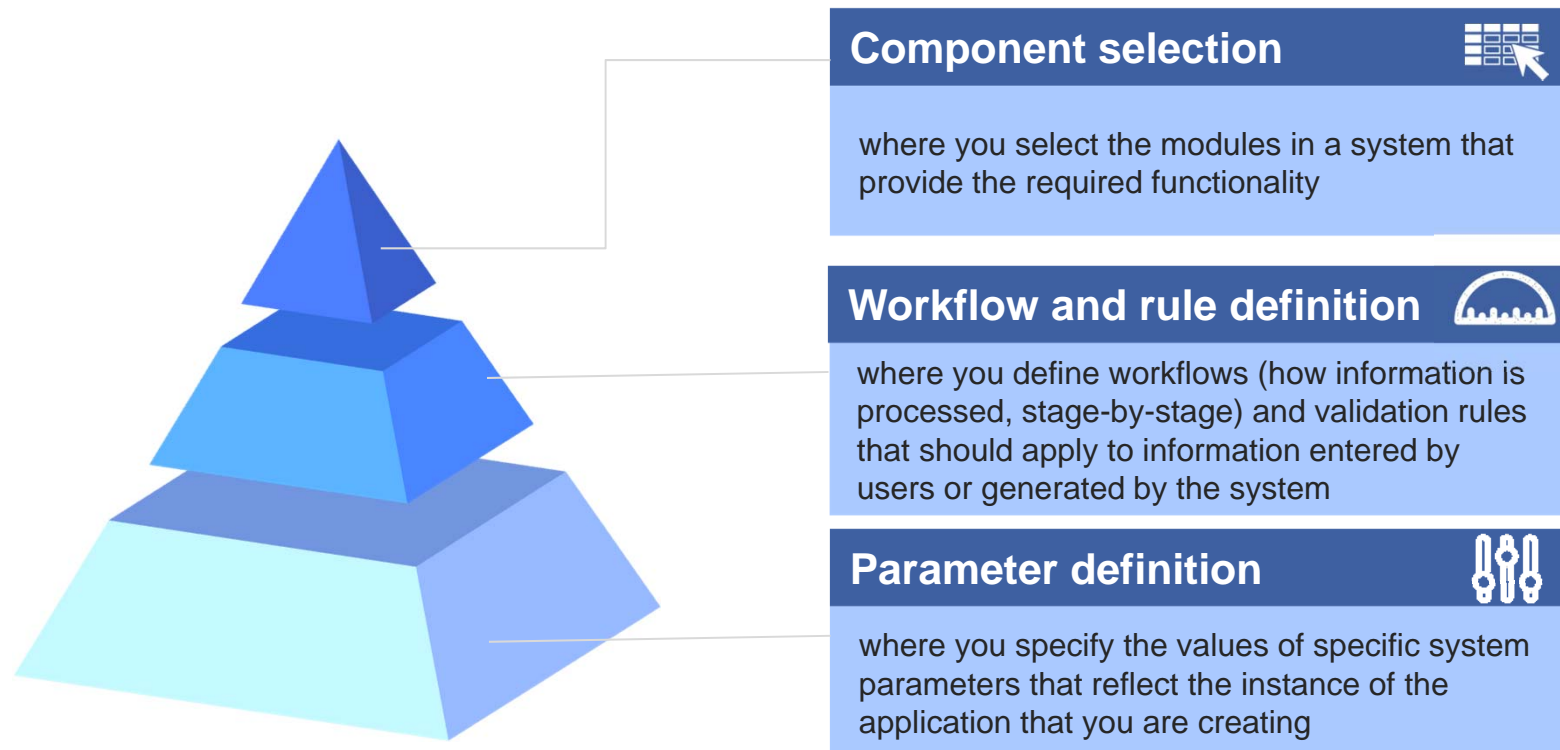 Component selection
where you select the modules in a system that
provide the required functionality
Workflow and rule definition
where you define workflows (how information is
processed, stage-by-stage) and validation rules
that should apply to information entered by
users or generated by the system
Parameter definition
where you specify the values of specific system
parameters that reflect the instance of the
application that you are creating